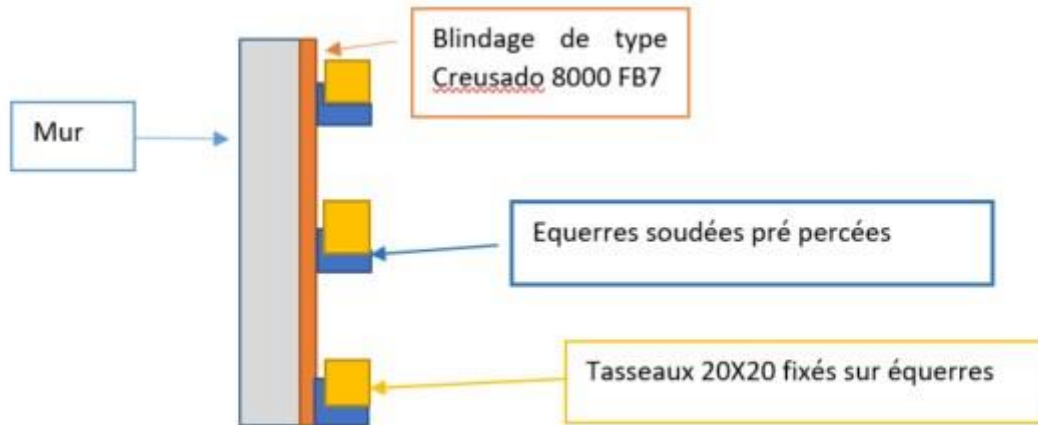 Blindage de type
Creusado 8000 FB7
Mur
Equerres soudées pré percées
Tasseaux 20X20 fixés sur équerres